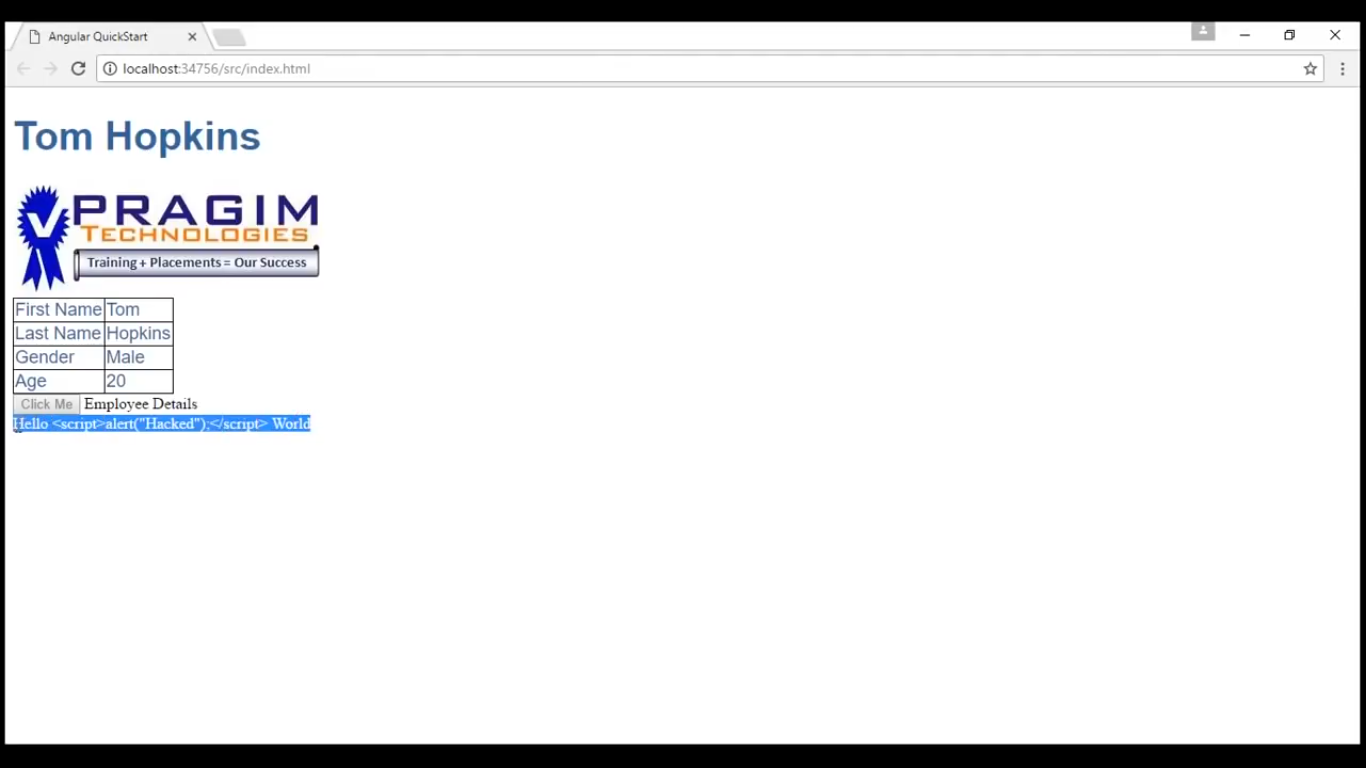 Angular QuickStart
localhost:34756/src/index.html
Tom Hopkins
PRAGIM
TECHNOLOGIES
Training + Placements = Our Success
First Name Tom
Last Name Hopkins
Gender Male
Age 20
Click Me Employee Details
Hello <script>alert("Hacked");</script> World